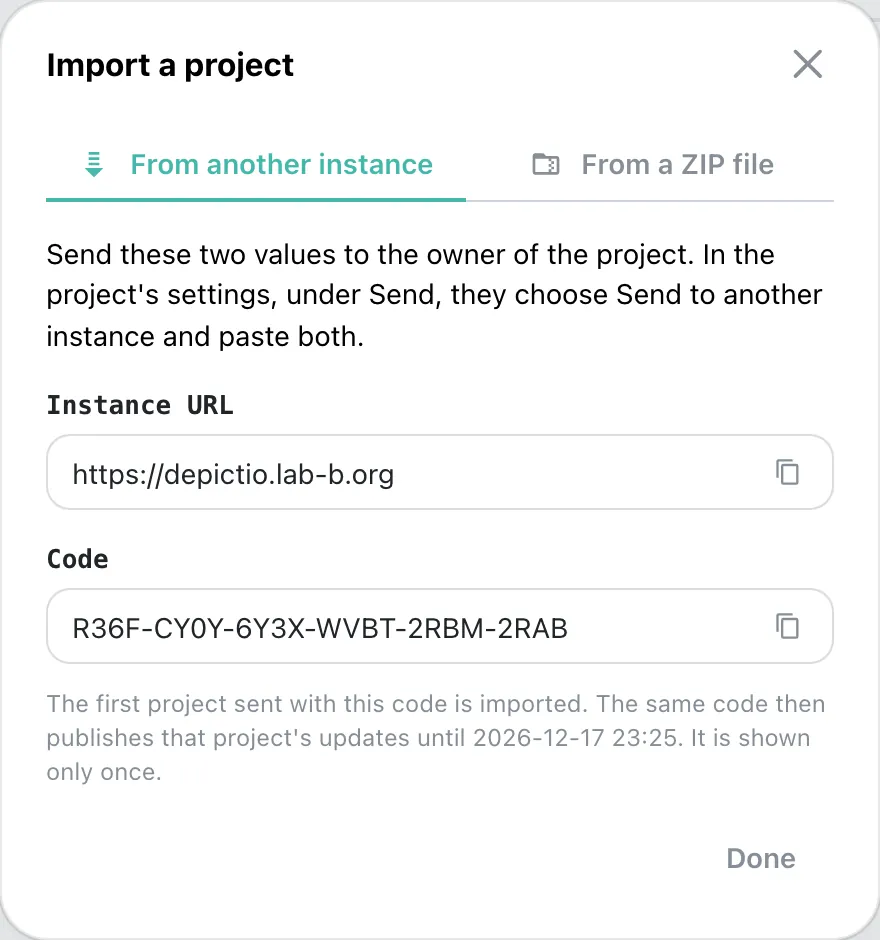 Import a project
From another instance
From a ZIP file
Send these two values to the owner of the project. In the
project's settings, under Send, they choose Send to another
instance and paste both.
Instance URL
https://depictio.lab-b.org
Code
R36F-CY0Y-6Y3X-WVBT-2RBM-2RAB
The first project sent with this code is imported. The same code then
publishes that project's updates until 2026-12-17 23:25. It is shown
only once.
Done